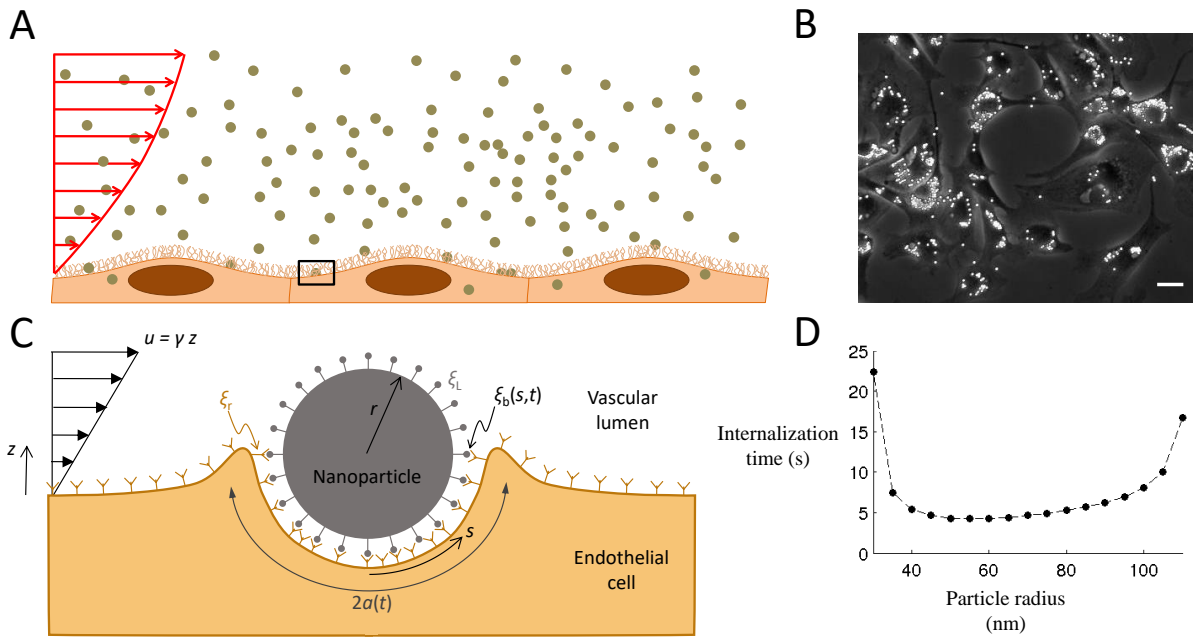 A
B
C
u = γ z
z
ξr
r
ξL
ξb(s,t)
Vascular
lumen
Nanoparticle
s
2a(t)
Endothelial
cell
D
25
20
15
10
5
0
Internalization
time (s)
40
60
80
100
Particle radius
(nm)